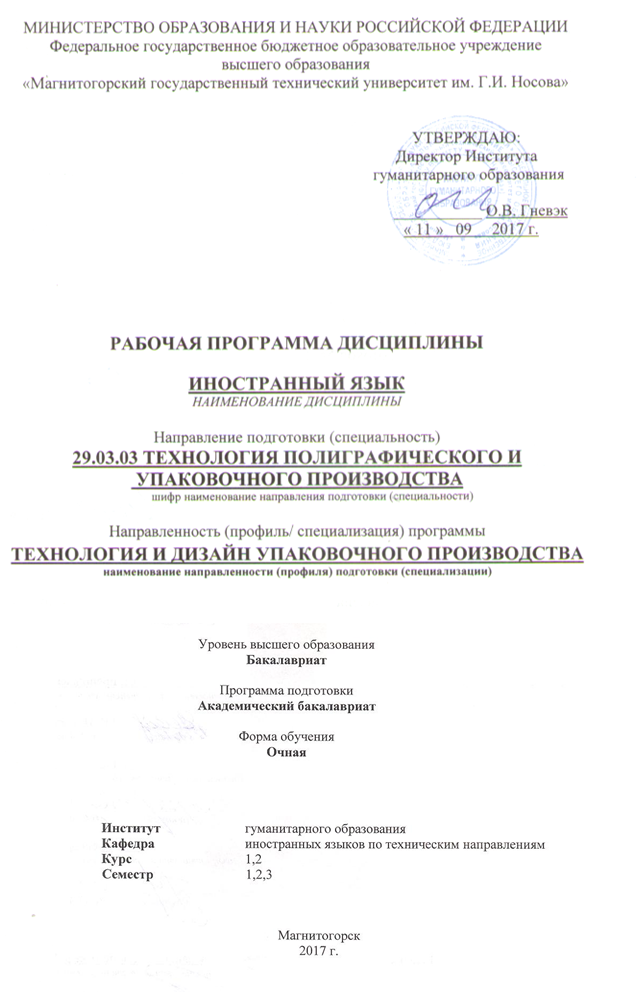 МИНИСТЕРСТВО ОБРАЗОВАНИЯ И НАУКИ РОССИЙСКОЙ ФЕДЕРАЦИИ
Федеральное государственное бюджетное образовательное учреждение
высшего образования
«Магнитогорский государственный технический университет им. Г.И. Носова»
УТВЕРЖДАЮ:
Директор Института
гуманитарного образования
О.В. Гневэк
« 11 » 09 2017 г.
РАБОЧАЯ ПРОГРАММА ДИСЦИПЛИНЫ
ИНОСТРАННЫЙ ЯЗЫК
НАИМЕНОВАНИЕ ДИСЦИПЛИНЫ
Направление подготовки (специальность)
29.03.03 ТЕХНОЛОГИЯ ПОЛИГРАФИЧЕСКОГО И
УПАКОВОЧНОГО ПРОИЗВОДСТВА
шифр наименование направления подготовки (специальности)
Направленность (профиль/ специализация) программы
ТЕХНОЛОГИЯ И ДИЗАЙН УПАКОВОЧНОГО ПРОИЗВОДСТВА
наименование направленности (профиля) подготовки (специализации)
Уровень высшего образования
Бакалавриат
Программа подготовки
Академический бакалавриат
Форма обучения
Очная
Институт гуманитарного образования
Кафедра иностранных языков по техническим направлениям
Курс 1,2
Семестр 1,2,3
Магнитогорск
2017 г.